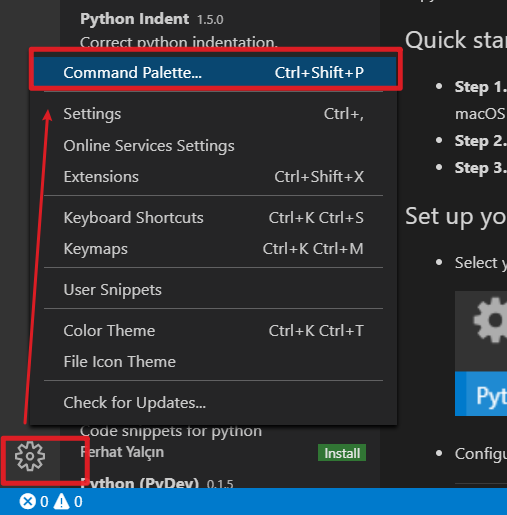 Python Indent 1.5.0
Correct python indentation.
Command Palette... Ctrl+Shift+P
Settings Ctrl+,
Online Services Settings
Extensions Ctrl+Shift+X
Keyboard Shortcuts Ctrl+K Ctrl+S
Keymaps Ctrl+K Ctrl+M
User Snippets
Color Theme Ctrl+K Ctrl+T
File Icon Theme
Check for Updates...
Code snippets for python
Ferhat Yalçın Install
Python (PyDev) 0.1.5
0 0
Quick sta
Step 1.
macOS
Step 2.
Step 3.
Set up yo
Select y
Pyt
Configu